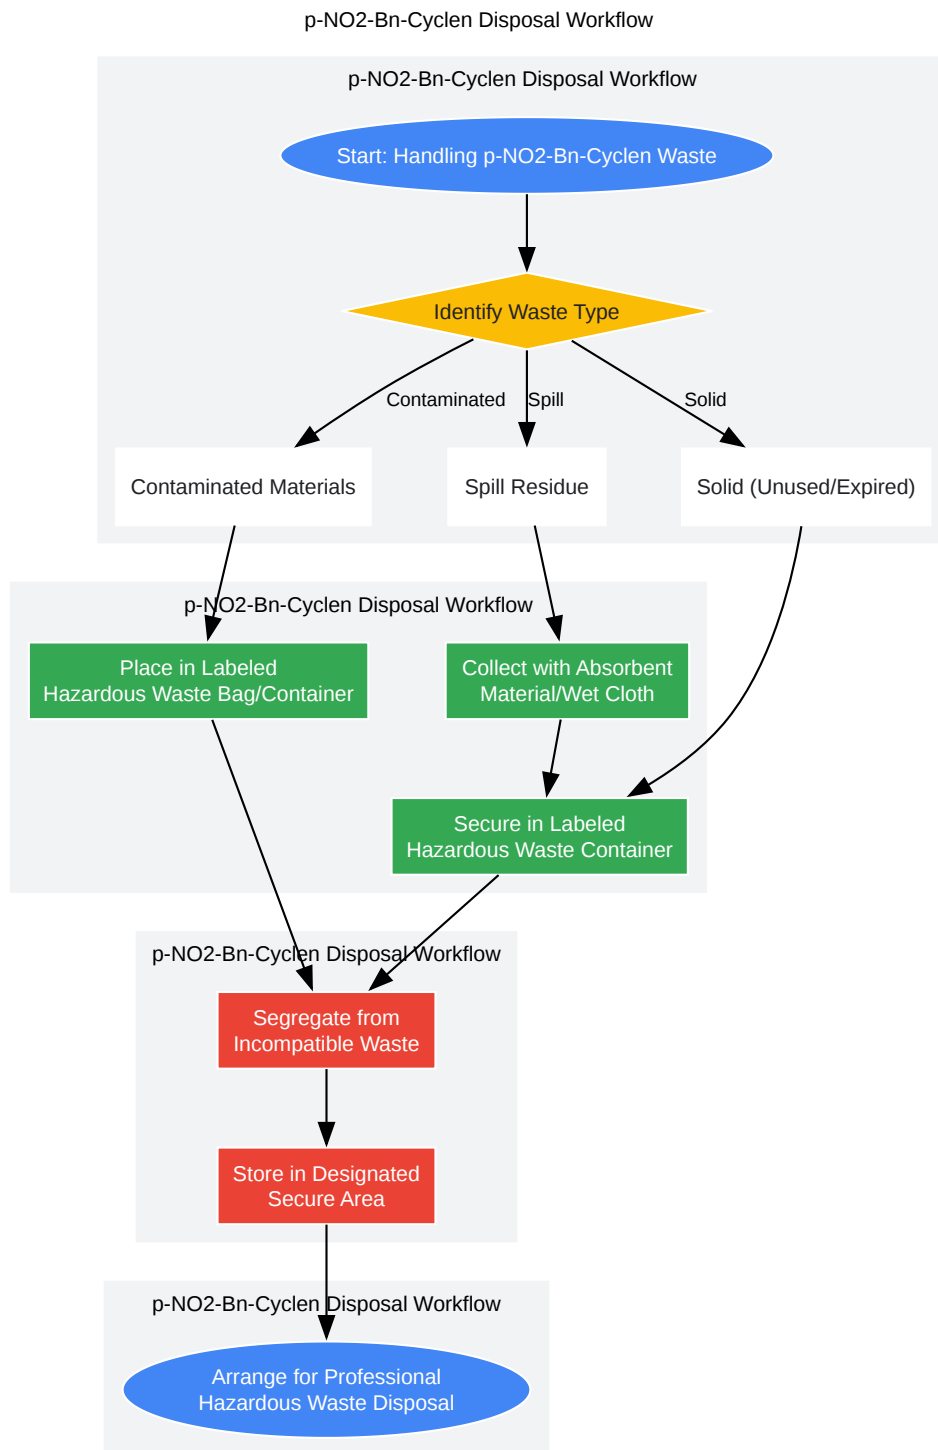 p-NO2-Bn-Cyclen Disposal Workflow
p-NO2-Bn-Cyclen Disposal Workflow
Start: Handling p-NO2-Bn-Cyclen Waste
Identify Waste Type
Contaminated
Spill
Solid
Contaminated Materials
Spill Residue
Solid (Unused/Expired)
p-NO2-Bn-Cyclen Disposal Workflow
Place in Labeled
Hazardous Waste Bag/Container
Collect with Absorbent
Material/Wet Cloth
Secure in Labeled
Hazardous Waste Container
p-NO2-Bn-Cyclen Disposal Workflow
Segregate from
Incompatible Waste
Store in Designated
Secure Area
p-NO2-Bn-Cyclen Disposal Workflow
Arrange for Professional
Hazardous Waste Disposal